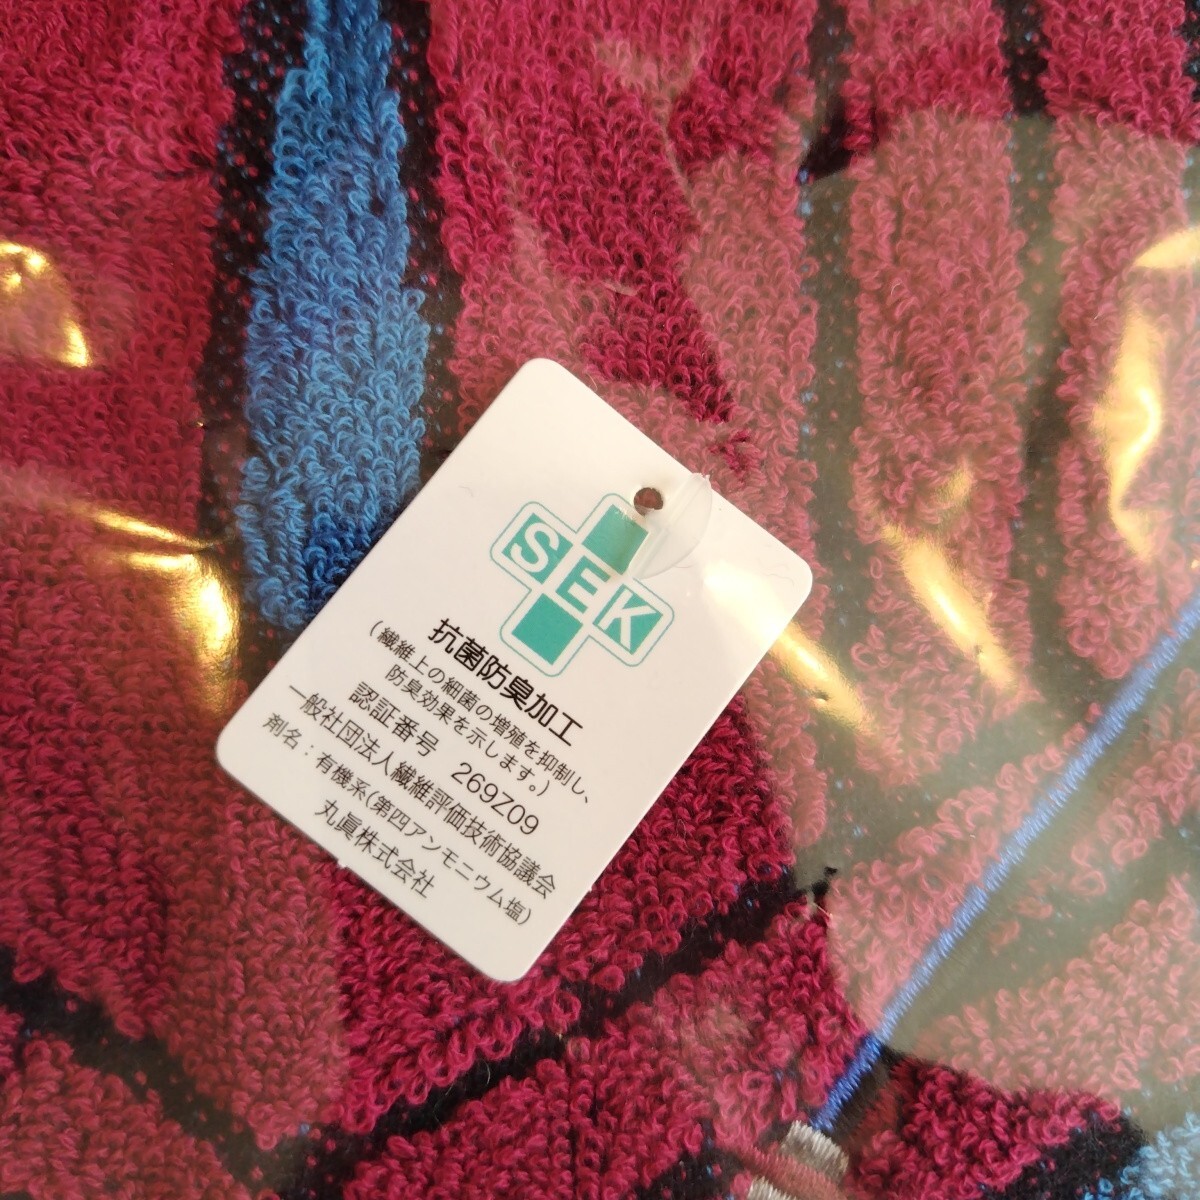 SEK
抗菌防臭加工
(繊維上の細菌の増殖を抑制し、
防臭効果を示します。)
認証番号 269Z09
一般社団法人繊維評価技術協議会
剤名:有機系(第四アンモニウム塩)
丸眞株式会社